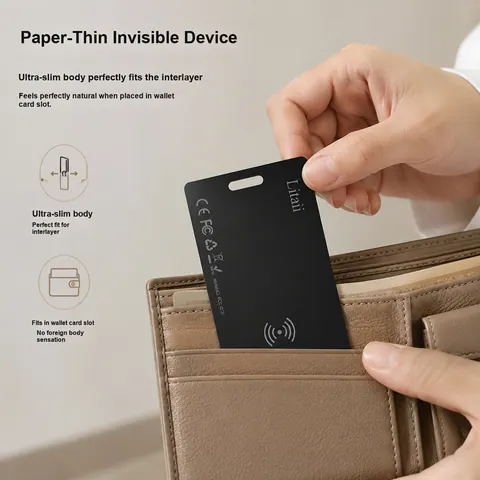 Paper-Thin Invisible Device
Ultra-slim body perfectly fits the interlayer
Feels perfectly natural when placed in wallet
card slot.
Ultra-slim body
Perfect fit for
interlayer
Fits in wallet card slot
No foreign body
sensation
Litaii
CE FC